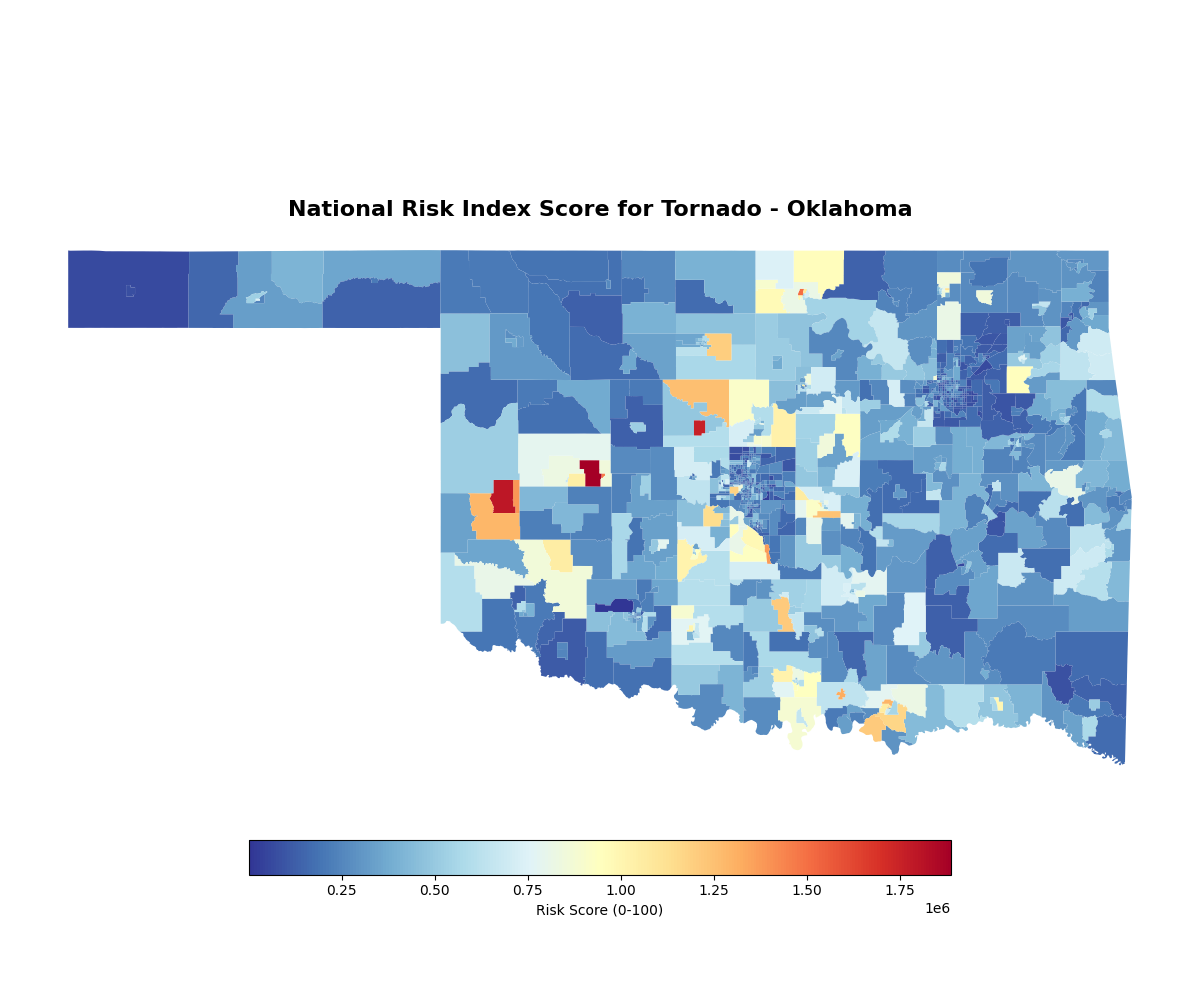 National Risk Index Score for Tornado - Oklahoma
0.25 0.50 0.75 1.00 1.25 1.50 1.75
Risk Score (0-100)
1e6